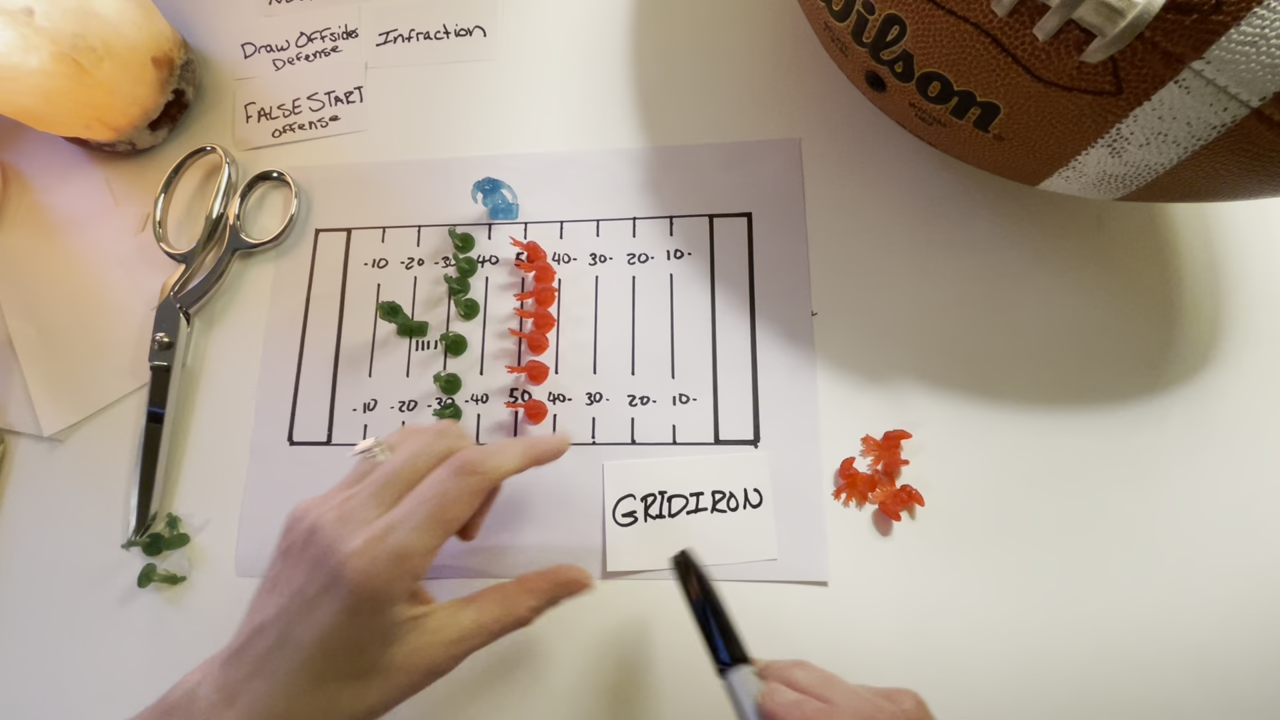 Draw Offsides
Defense
Infraction
FALSE START
offense
Wilson
-10 -20 -30 40 40- 30- 20- 10-
-10 -20 -30 -40 50 40- 30- 20- 10-
GRIDIRON